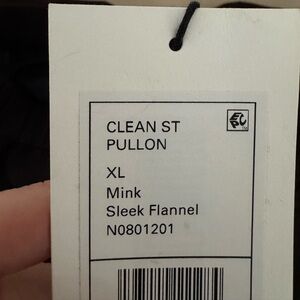 CLEAN ST
PULLON
XL
Mink
Sleek Flannel
N0801201